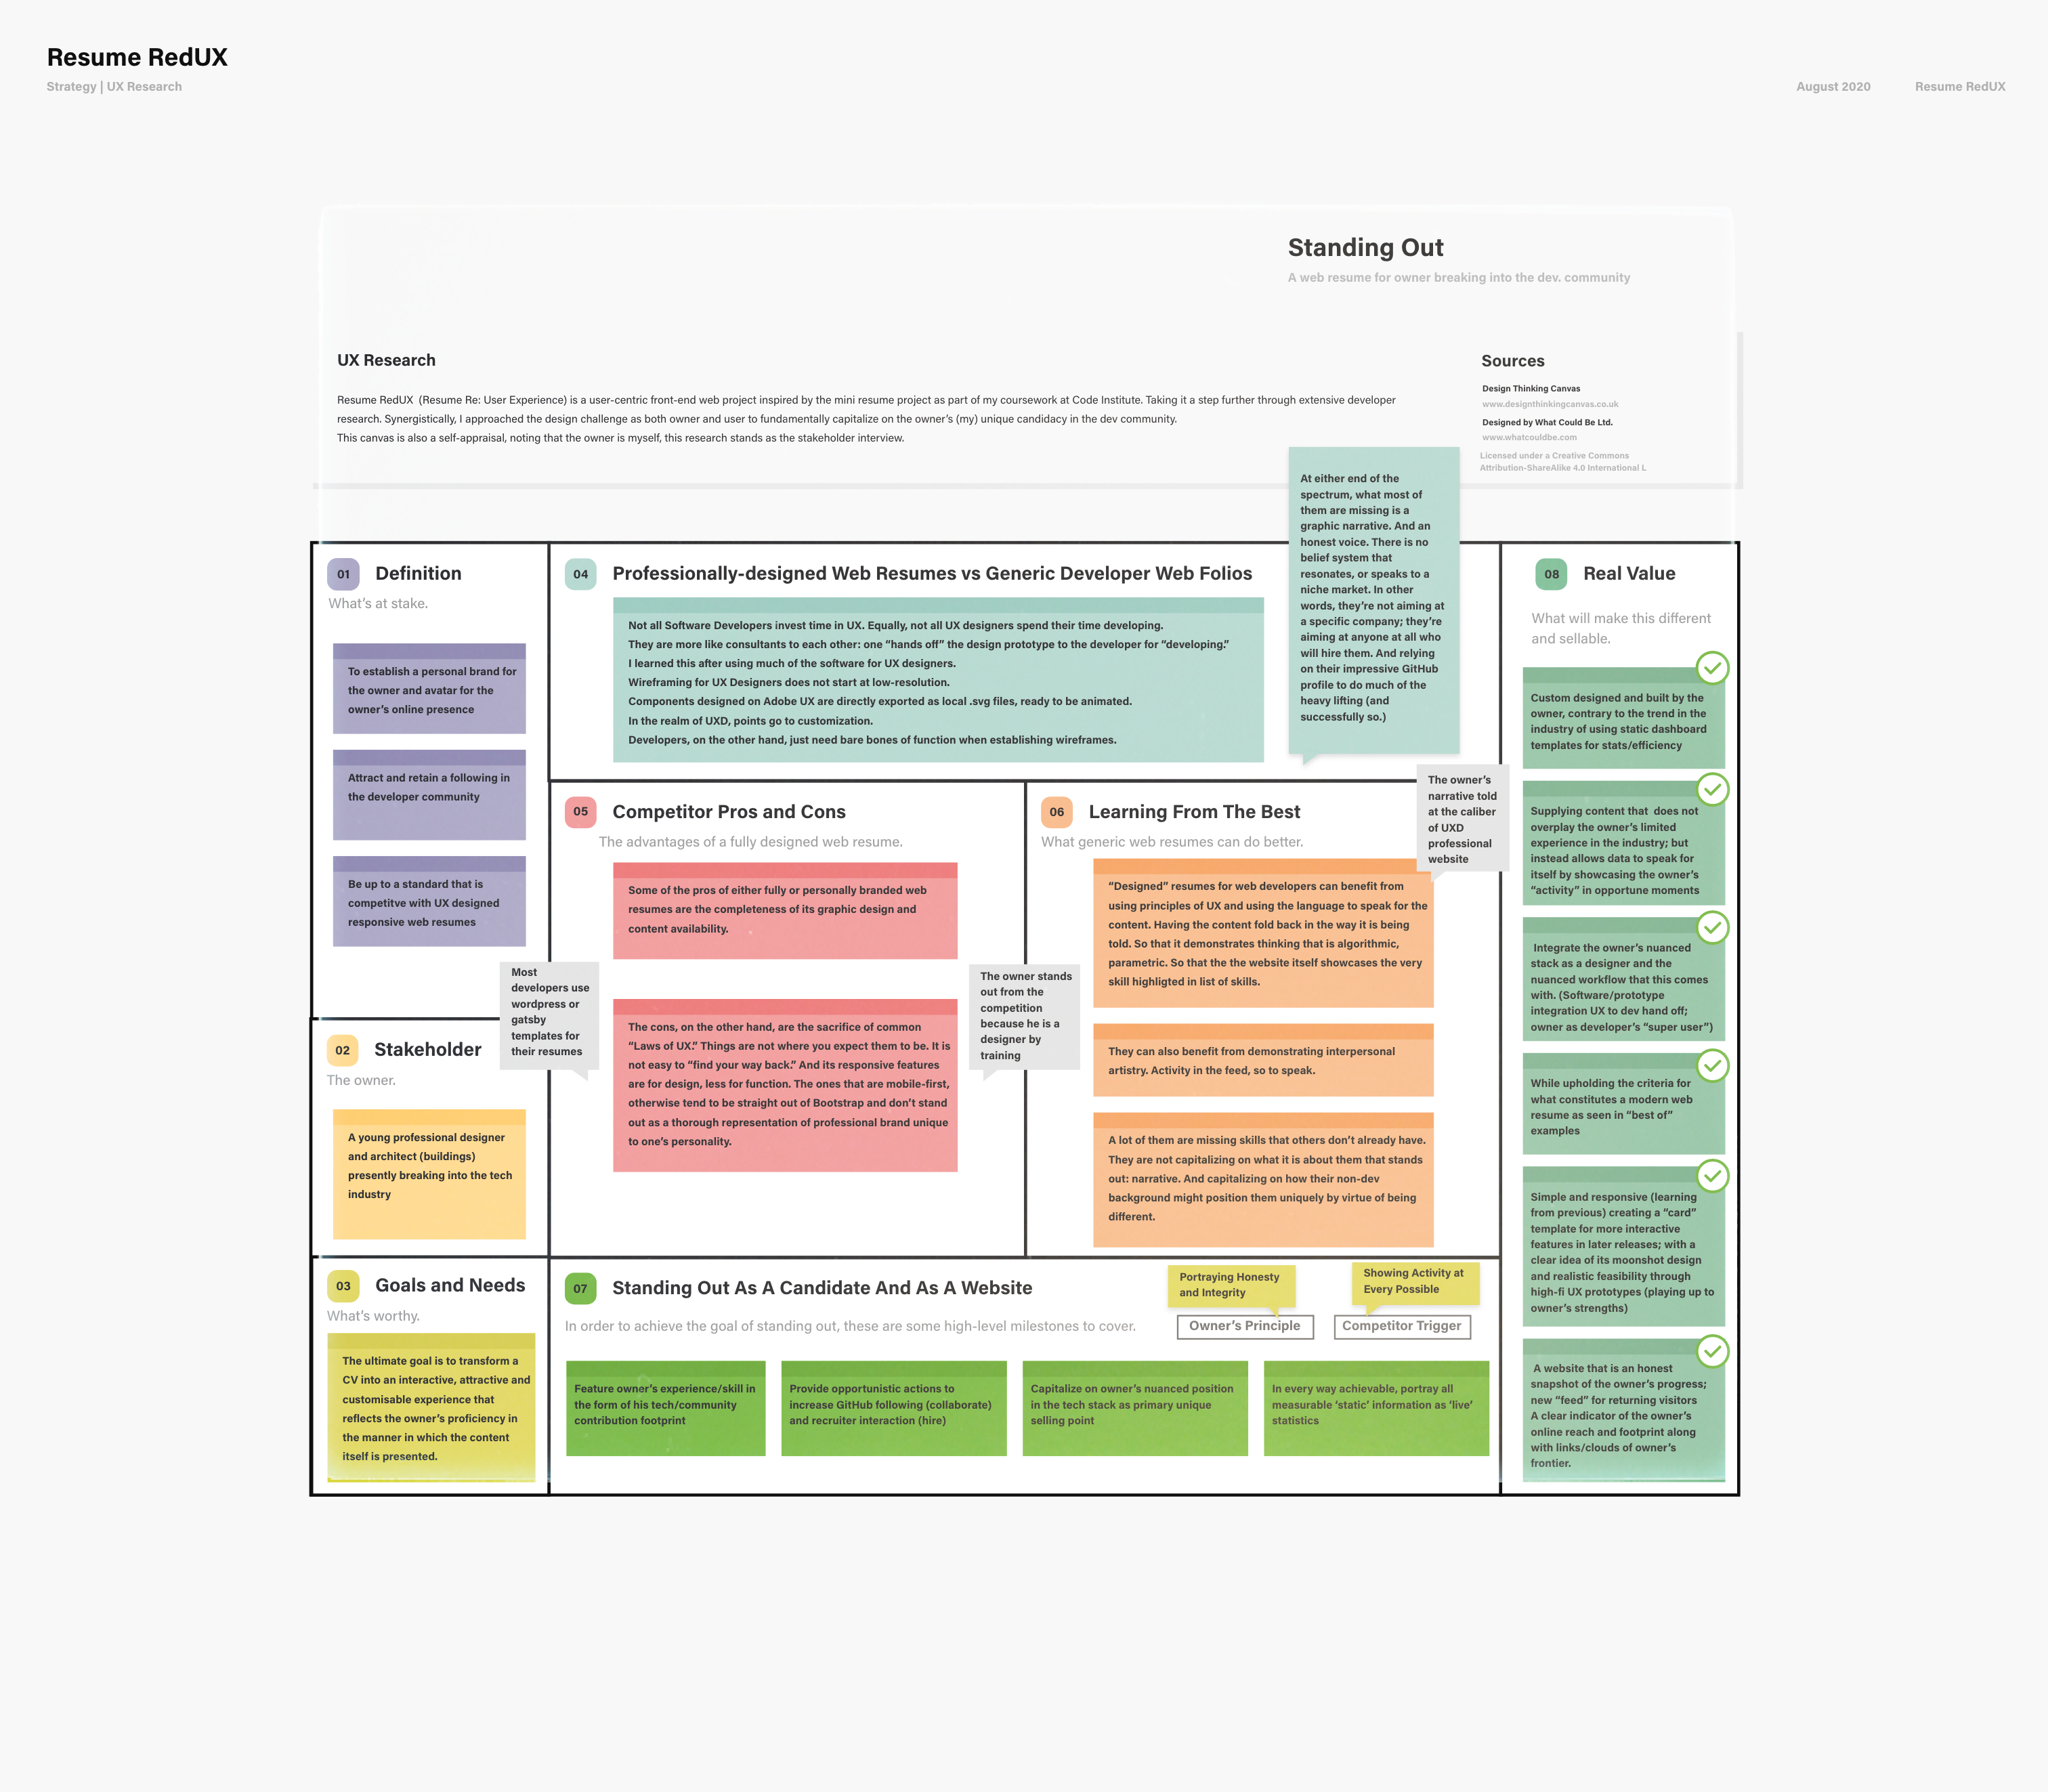 Resume RedUX
Strategy | UX Research
August 2020
Resume RedUX
Standing Out
A web resume for owner breaking into the dev. community
UX Research
Resume RedUX (Resume Re: User Experience) is a user-centric front-end web project inspired by the mini resume project as part of my coursework at Code Institute. Taking it a step further through extensive developer
research. Synergistically, I approached the design challenge as both owner and user to fundamentally capitalize on the owner's (my) unique candidacy in the dev community.
This canvas is also a self-appraisal, noting that the owner is myself, this research stands as the stakeholder interview.
Sources
Design Thinking Canvas
www.designthinkingcanvas.co.uk
Designed by What Could Be Ltd.
www.whatcouldbe.com
Licensed under a Creative Commons
Attribution-ShareAlike 4.0 International L
01 Definition
What's at stake.
To establish a personal brand for
the owner and avatar for the
owner's online presence
Attract and retain a following in
the developer community
Be up to a standard that is
competitve with UX designed
responsive web resumes
02 Stakeholder
The owner.
A young professional designer
and architect (buildings)
presently breaking into the tech
industry
03 Goals and Needs
What's worthy.
The ultimate goal is to transform a
CV into an interactive, attractive and
customisable experience that
reflects the owner's proficiency in
the manner in which the content
itself is presented.
04 Professionally-designed Web Resumes vs Generic Developer Web Folios
Not all Software Developers invest time in UX. Equally, not all UX designers spend their time developing.
They are more like consultants to each other: one “hands off” the design prototype to the developer for “developing.”
I learned this after using much of the software for UX designers.
Wireframing for UX Designers does not start at low-resolution.
Components designed on Adobe UX are directly exported as local .svg files, ready to be animated.
In the realm of UXD, points go to customization.
Developers, on the other hand, just need bare bones of function when establishing wireframes.
At either end of the
spectrum, what most of
them are missing is a
graphic narrative. And an
honest voice. There is no
belief system that
resonates, or speaks to a
niche market. In other
words, they're not aiming at
a specific company; they're
aiming at anyone at all who
will hire them. And relying
on their impressive GitHub
profile to do much of the
heavy lifting (and
successfully so.)
05 Competitor Pros and Cons
The advantages of a fully designed web resume.
Some of the pros of either fully or personally branded web
resumes are the completeness of its graphic design and
content availability.
Most
developers use
wordpress or
gatsby
templates for
their resumes
The cons, on the other hand, are the sacrifice of common
“Laws of UX.” Things are not where you expect them to be. It is
not easy to “find your way back.” And its responsive features
are for design, less for function. The ones that are mobile-first,
otherwise tend to be straight out of Bootstrap and don't stand
out as a thorough representation of professional brand unique
to one's personality.
The owner stands
out from the
competition
because he is a
designer by
training
06 Learning From The Best
What generic web resumes can do better.
The owner's
narrative told
at the caliber
of UXD
professional
website
“Designed” resumes for web developers can benefit from
using principles of UX and using the language to speak for the
content. Having the content fold back in the way it is being
told. So that it demonstrates thinking that is algorithmic,
parametric. So that the the website itself showcases the very
skill highligted in list of skills.
They can also benefit from demonstrating interpersonal
artistry. Activity in the feed, so to speak.
A lot of them are missing skills that others don't already have.
They are not capitalizing on what it is about them that stands
out: narrative. And capitalizing on how their non-dev
background might position them uniquely by virtue of being
different.
07 Standing Out As A Candidate And As A Website
In order to achieve the goal of standing out, these are some high-level milestones to cover.
Portraying Honesty
and Integrity
Owner's Principle
Showing Activity at
Every Possible
Competitor Trigger
Feature owner's experience/skill in
the form of his tech/community
contribution footprint
Provide opportunistic actions to
increase GitHub following (collaborate)
and recruiter interaction (hire)
Capitalize on owner's nuanced position
in the tech stack as primary unique
selling point
In every way achievable, portray all
measurable ‘static’ information as ‘live’
statistics
08 Real Value
What will make this different
and sellable.
Custom designed and built by the
owner, contrary to the trend in the
industry of using static dashboard
templates for stats/efficiency
Supplying content that does not
overplay the owner's limited
experience in the industry; but
instead allows data to speak for
itself by showcasing the owner's
“activity” in opportune moments
Integrate the owner's nuanced
stack as a designer and the
nuanced workflow that this comes
with. (Software/prototype
integration UX to dev hand off;
owner as developer's “super user”)
While upholding the criteria for
what constitutes a modern web
resume as seen in “best of”
examples
Simple and responsive (learning
from previous) creating a “card”
template for more interactive
features in later releases; with a
clear idea of its moonshot design
and realistic feasibility through
high-fi UX prototypes (playing up to
owner's strengths)
A website that is an honest
snapshot of the owner's progress;
new “feed” for returning visitors
A clear indicator of the owner's
online reach and footprint along
with links/clouds of owner's
frontier.